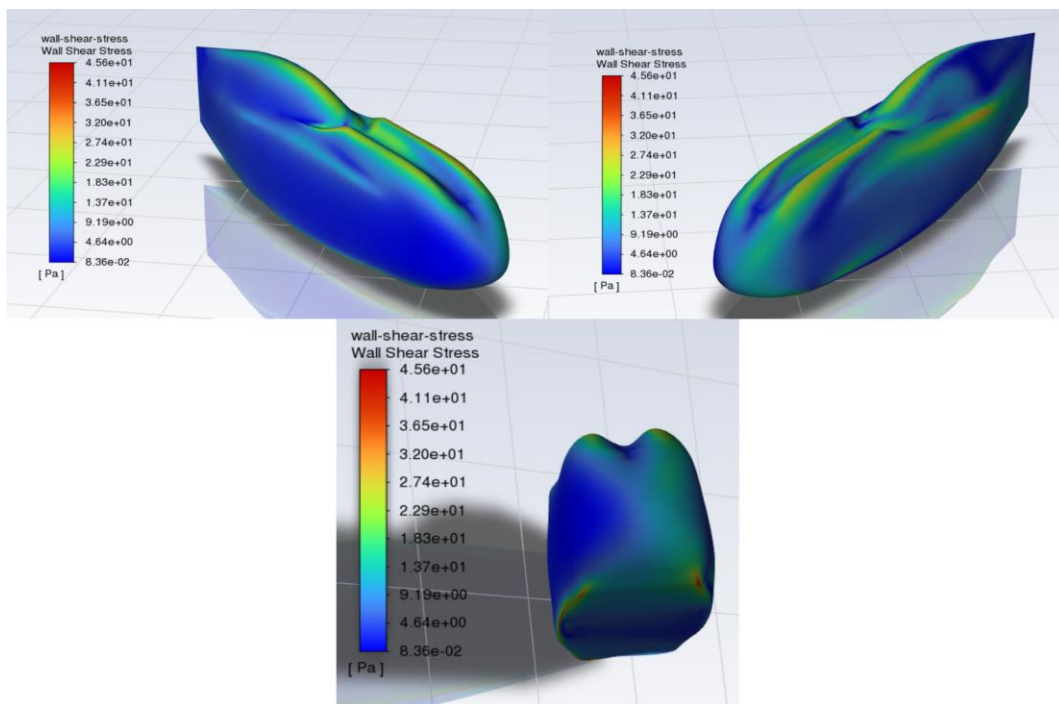 wall-shear-stress
Wall Shear Stress
4.56e+01
4.11e+01
3.65e+01
3.20e+01
2.74e+01
2.29e+01
1.83e+01
1.37e+01
9.19e+00
4.64e+00
8.36e-02
[ Pa ]
wall-shear-stress
Wall Shear Stress
4.56e+01
4.11e+01
3.65e+01
3.20e+01
2.74e+01
2.29e+01
1.83e+01
1.37e+01
9.19e+00
4.64e+00
8.36e-02
[ Pa ]
wall-shear-stress
Wall Shear Stress
4.56e+01
4.11e+01
3.65e+01
3.20e+01
2.74e+01
2.29e+01
1.83e+01
1.37e+01
9.19e+00
4.64e+00
8.36e-02
[ Pa ]